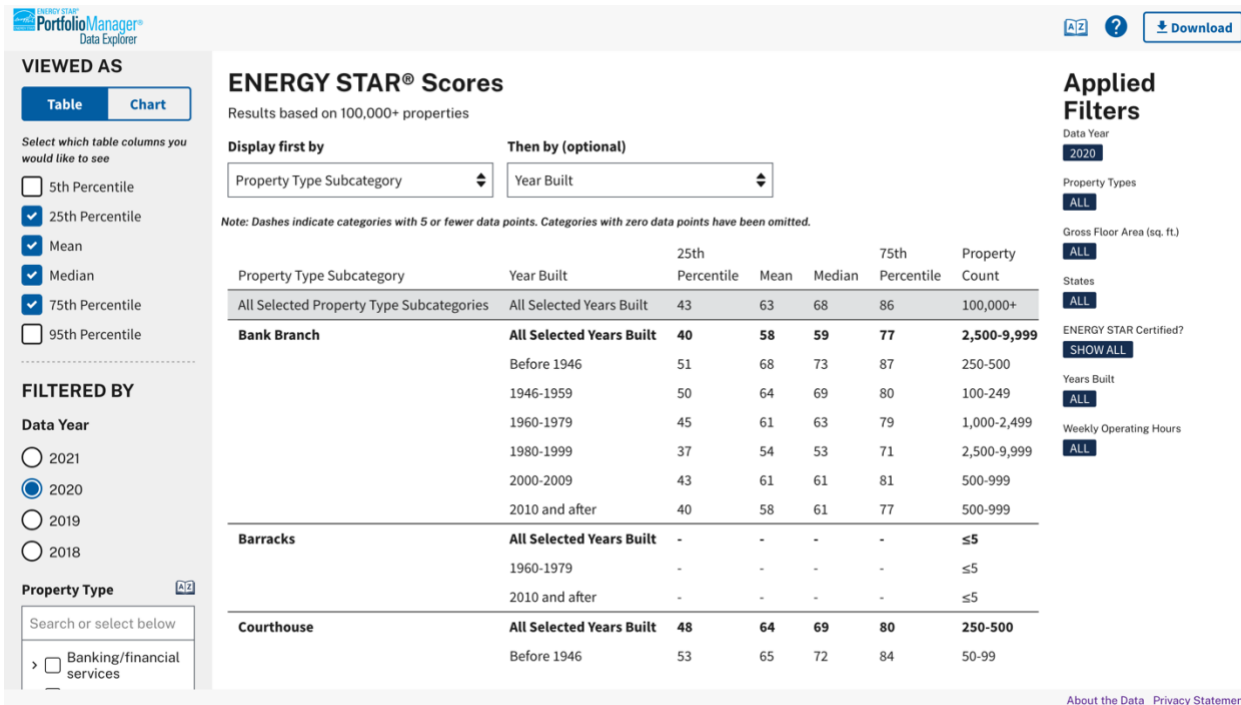 ENERGY STAR®
PortfolioManager®
Data Explorer
A Z
?
Download
VIEWED AS
Table Chart
Select which table columns you
would like to see
5th Percentile
25th Percentile
Mean
Median
75th Percentile
95th Percentile
FILTERED BY
Data Year
2021
2020
2019
2018
Property Type
A Z
Search or select below
Banking/financial
services
ENERGY STAR® Scores
Results based on 100,000+ properties
Display first by Then by (optional)
Property Type Subcategory Year Built
Note: Dashes indicate categories with 5 or fewer data points. Categories with zero data points have been omitted.
25th 75th Property
Property Type Subcategory Year Built Percentile Mean Median Percentile Count
All Selected Property Type Subcategories All Selected Years Built 43 63 68 86 100,000+
Bank Branch All Selected Years Built 40 58 59 77 2,500-9,999
Before 1946 51 68 73 87 250-500
1946-1959 50 64 69 80 100-249
1960-1979 45 61 63 79 1,000-2,499
1980-1999 37 54 53 71 2,500-9,999
2000-2009 43 61 61 81 500-999
2010 and after 40 58 61 77 500-999
Barracks All Selected Years Built - - - - ≤5
1960-1979 - - - - ≤5
2010 and after - - - - ≤5
Courthouse All Selected Years Built 48 64 69 80 250-500
Before 1946 53 65 72 84 50-99
Applied
Filters
Data Year
2020
Property Types
ALL
Gross Floor Area (sq. ft.)
ALL
States
ALL
ENERGY STAR Certified?
SHOW ALL
Years Built
ALL
Weekly Operating Hours
ALL
About the Data Privacy Statemen